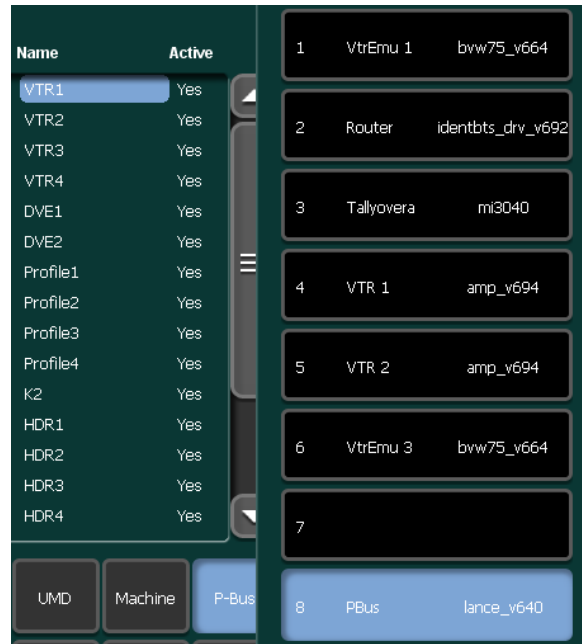 Name Active
VTR1 Yes
VTR2 Yes
VTR3 Yes
VTR4 Yes
DVE1 Yes
DVE2 Yes
Profile1 Yes
Profile2 Yes
Profile3 Yes
Profile4 Yes
K2 Yes
HDR1 Yes
HDR2 Yes
HDR3 Yes
HDR4 Yes
UMD Machine P-Bus
1 VtrEmu 1 bvw75_v664
2 Router identbts_drv_v692
3 Tallyovera mi3040
4 VTR 1 amp_v694
5 VTR 2 amp_v694
6 VtrEmu 3 bvw75_v664
7
8 PBus lance_v640